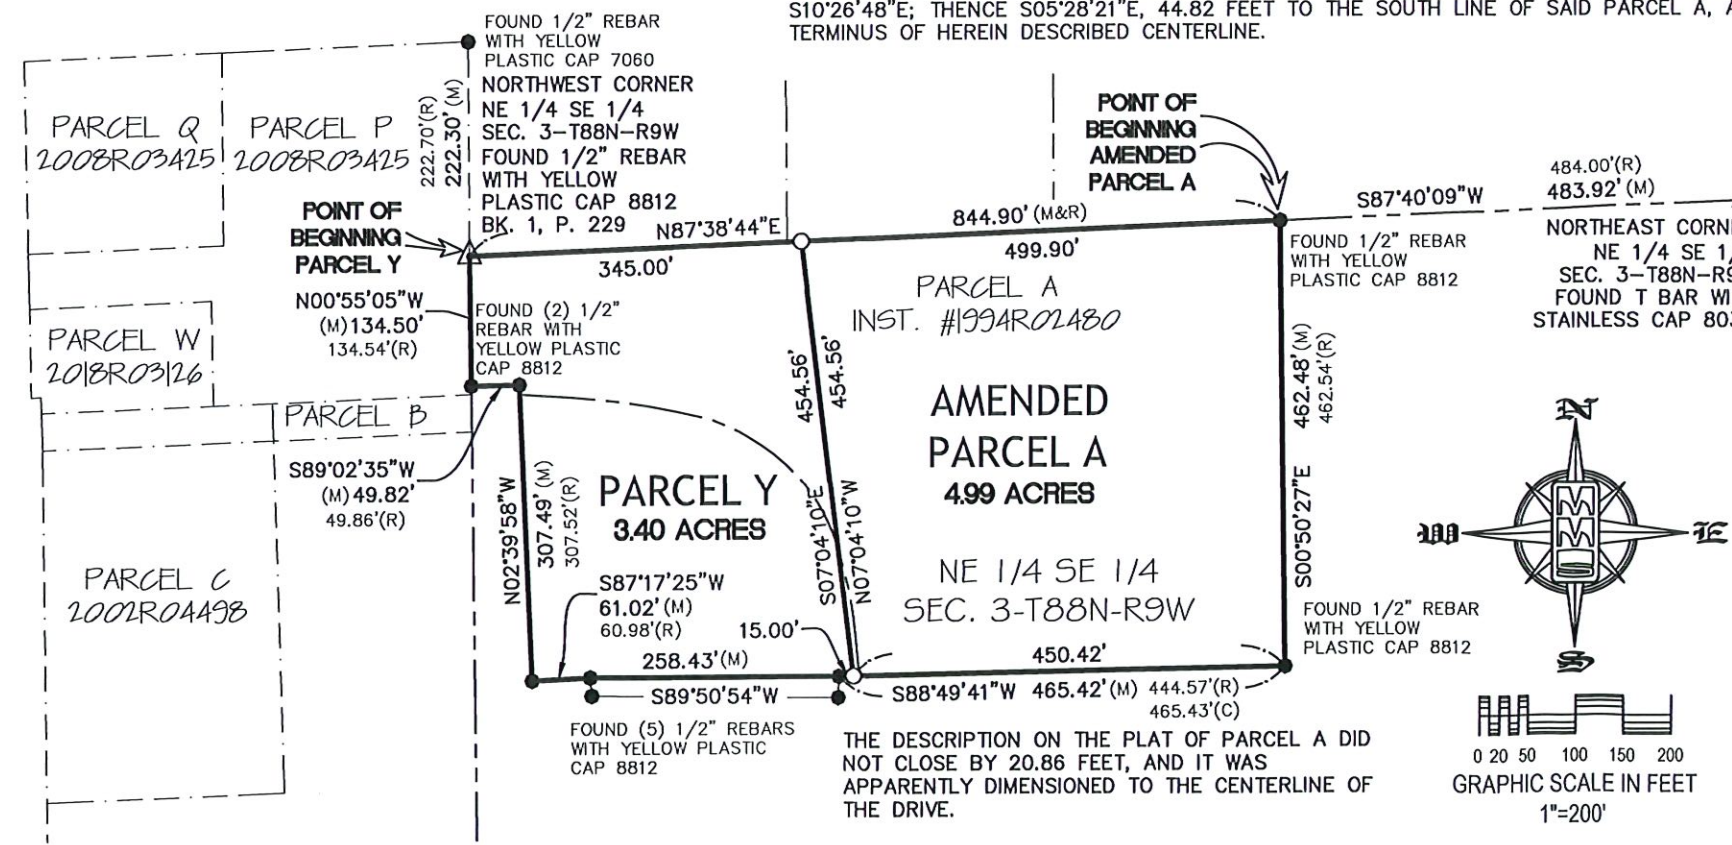 S10°26'48"E; THENCE S05°28'21"E, 44.82 FEET TO THE SOUTH LINE OF SAID PARCEL A,
TERMINUS OF HEREIN DESCRIBED CENTERLINE.
FOUND 1/2" REBAR
WITH YELLOW
PLASTIC CAP 7060
NORTHWEST CORNER
NE 1/4 SE 1/4
SEC. 3-T88N-R9W
FOUND 1/2" REBAR
WITH YELLOW
PLASTIC CAP 8812
BK. 1, P. 229
222.70'(R)
222.30'(M)
PARCEL Q
2008R03425
PARCEL P
2008R03425
POINT OF
BEGINNING
PARCEL Y
POINT OF
BEGINNING
AMENDED
PARCEL A
N87°38'44"E
345.00'
844.90' (M&R)
499.90'
S87°40'09"W
484.00'(R)
483.92' (M)
NORTHEAST
NE 1/4 SE
SEC. 3-T88N-
FOUND T BAR
STAINLESS CAP
FOUND 1/2" REBAR
WITH YELLOW
PLASTIC CAP 8812
N00°55'05"W
(M) 134.50'
134.54'(R)
FOUND (2) 1/2"
REBAR WITH
YELLOW PLASTIC
CAP 8812
PARCEL A
INST. #1994R02480
PARCEL W
2018R03126
PARCEL B
454.56'
454.56'
AMENDED
PARCEL A
4.99 ACRES
462.48'(M)
462.54'(R)
S89°02'35"W
(M) 49.82'
49.86'(R)
N02°39'58"W
307.49' (M)
307.52'(R)
PARCEL Y
3.40 ACRES
S07°04'10"E
N07°04'10"W
S0°50'27"E
N
W
E
S
PARCEL C
2002R04498
S87°17'25"W
61.02' (M)
60.98'(R)
NE 1/4 SE 1/4
SEC. 3-T88N-R9W
FOUND 1/2" REBAR
WITH YELLOW
PLASTIC CAP 8812
15.00'
258.43'(M)
450.42'
S89°50'54"W
S88°49'41"W 465.42' (M) 444.57'(R)
465.43'(C)
FOUND (5) 1/2" REBARS
WITH YELLOW PLASTIC
CAP 8812
THE DESCRIPTION ON THE PLAT OF PARCEL A DID
NOT CLOSE BY 20.86 FEET, AND IT WAS
APPARENTLY DIMENSIONED TO THE CENTERLINE OF
THE DRIVE.
0 20 50 100 150 200
GRAPHIC SCALE IN FEET
1"=200'